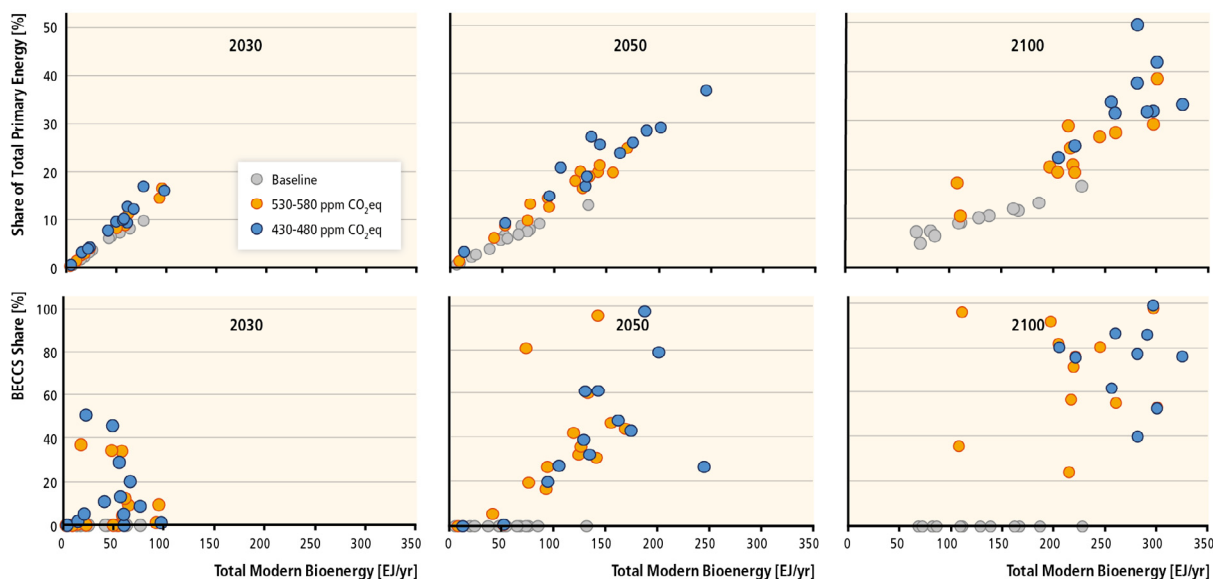 Share of Total Primary Energy [%]
50
40
30
20
10
0
2030
Baseline
530-580 ppm CO₂eq
430-480 ppm CO₂eq
2050
2100
BECCS Share [%]
100
80
60
40
20
0
2030
2050
2100
0 50 100 150 200 250 300 350
0 50 100 150 200 250 300 350
0 50 100 150 200 250 300 350
Total Modern Bioenergy [EJ/yr]
Total Modern Bioenergy [EJ/yr]
Total Modern Bioenergy [EJ/yr]